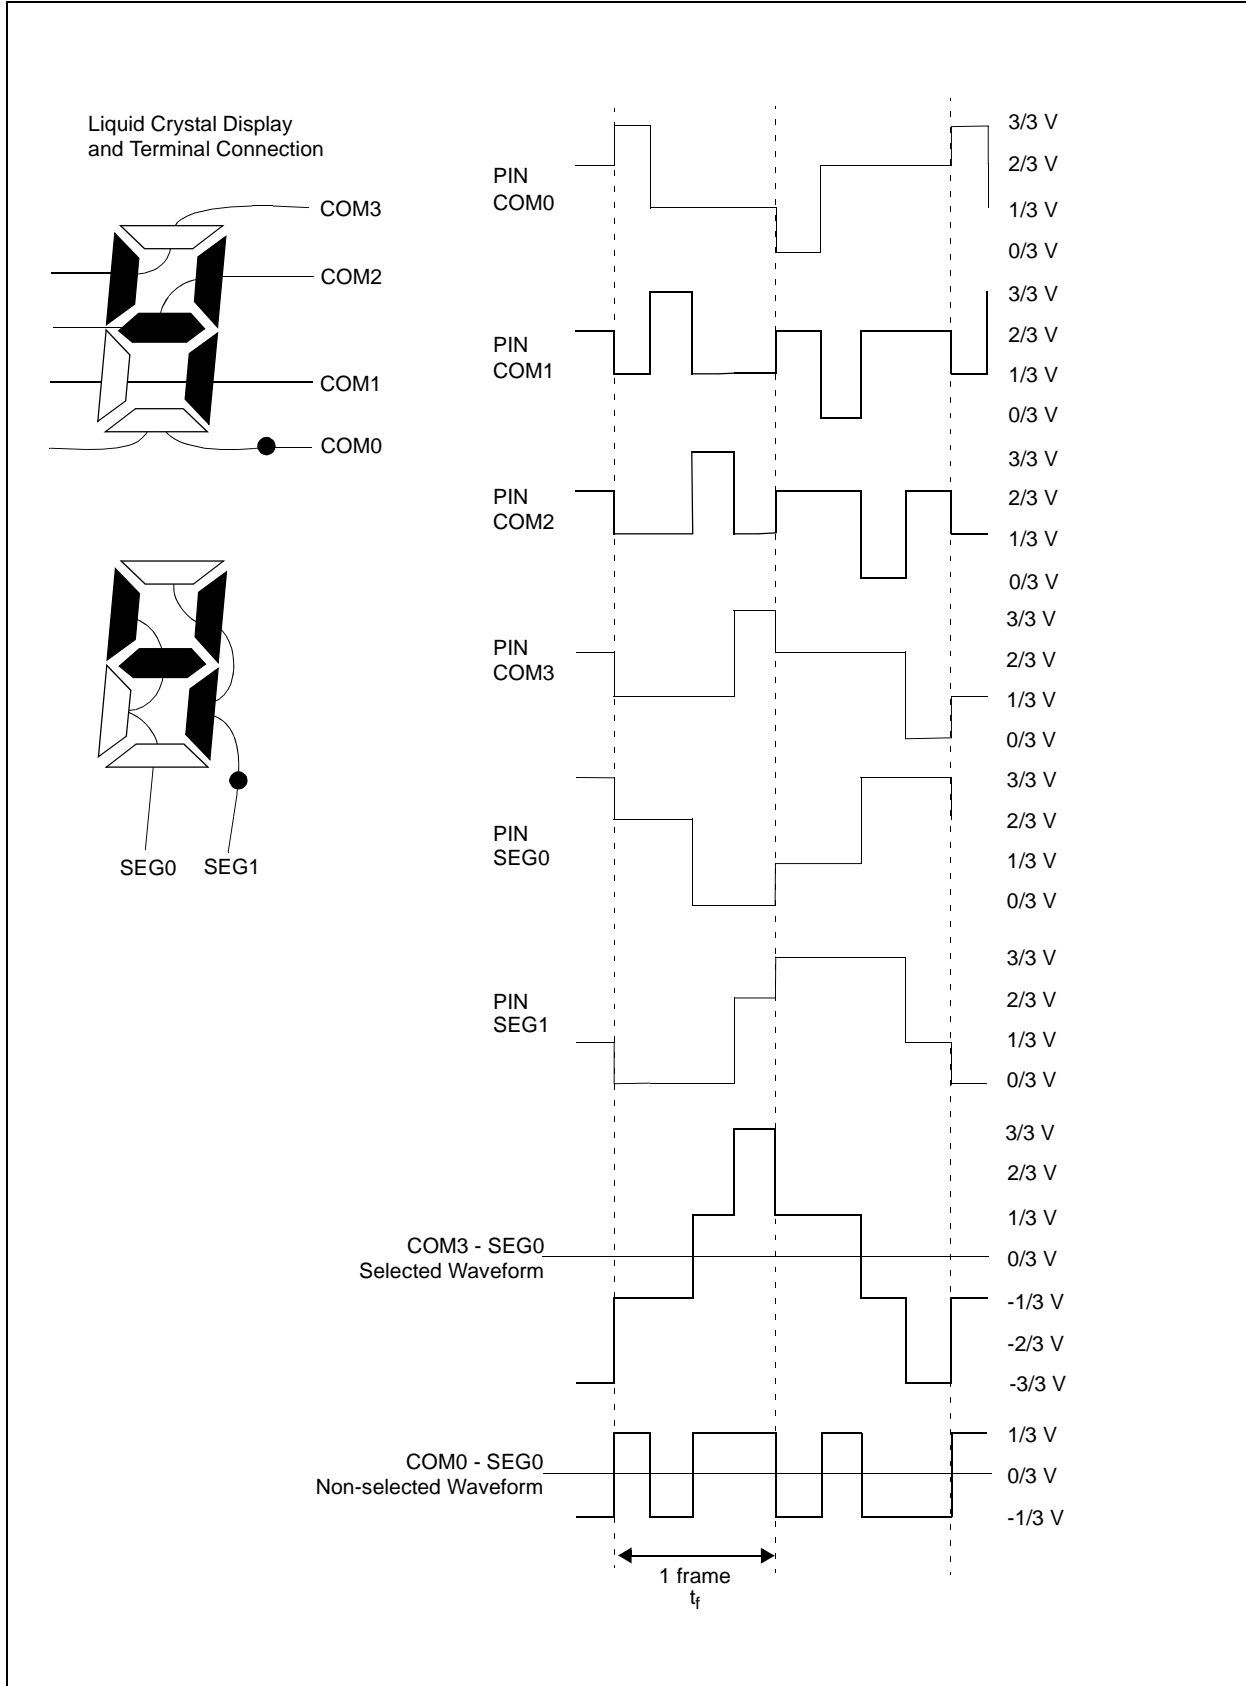 Liquid Crystal Display
and Terminal Connection
COM3
COM2
COM1
COM0
SEG0 SEG1
PIN
COM0
3/3 V
2/3 V
1/3 V
0/3 V
PIN
COM1
3/3 V
2/3 V
1/3 V
0/3 V
PIN
COM2
3/3 V
2/3 V
1/3 V
0/3 V
PIN
COM3
3/3 V
2/3 V
1/3 V
0/3 V
PIN
SEG0
3/3 V
2/3 V
1/3 V
0/3 V
PIN
SEG1
3/3 V
2/3 V
1/3 V
0/3 V
COM3 - SEG0
Selected Waveform
3/3 V
2/3 V
1/3 V
0/3 V
-1/3 V
-2/3 V
-3/3 V
COM0 - SEG0
Non-selected Waveform
1/3 V
0/3 V
-1/3 V
1 frame
tf